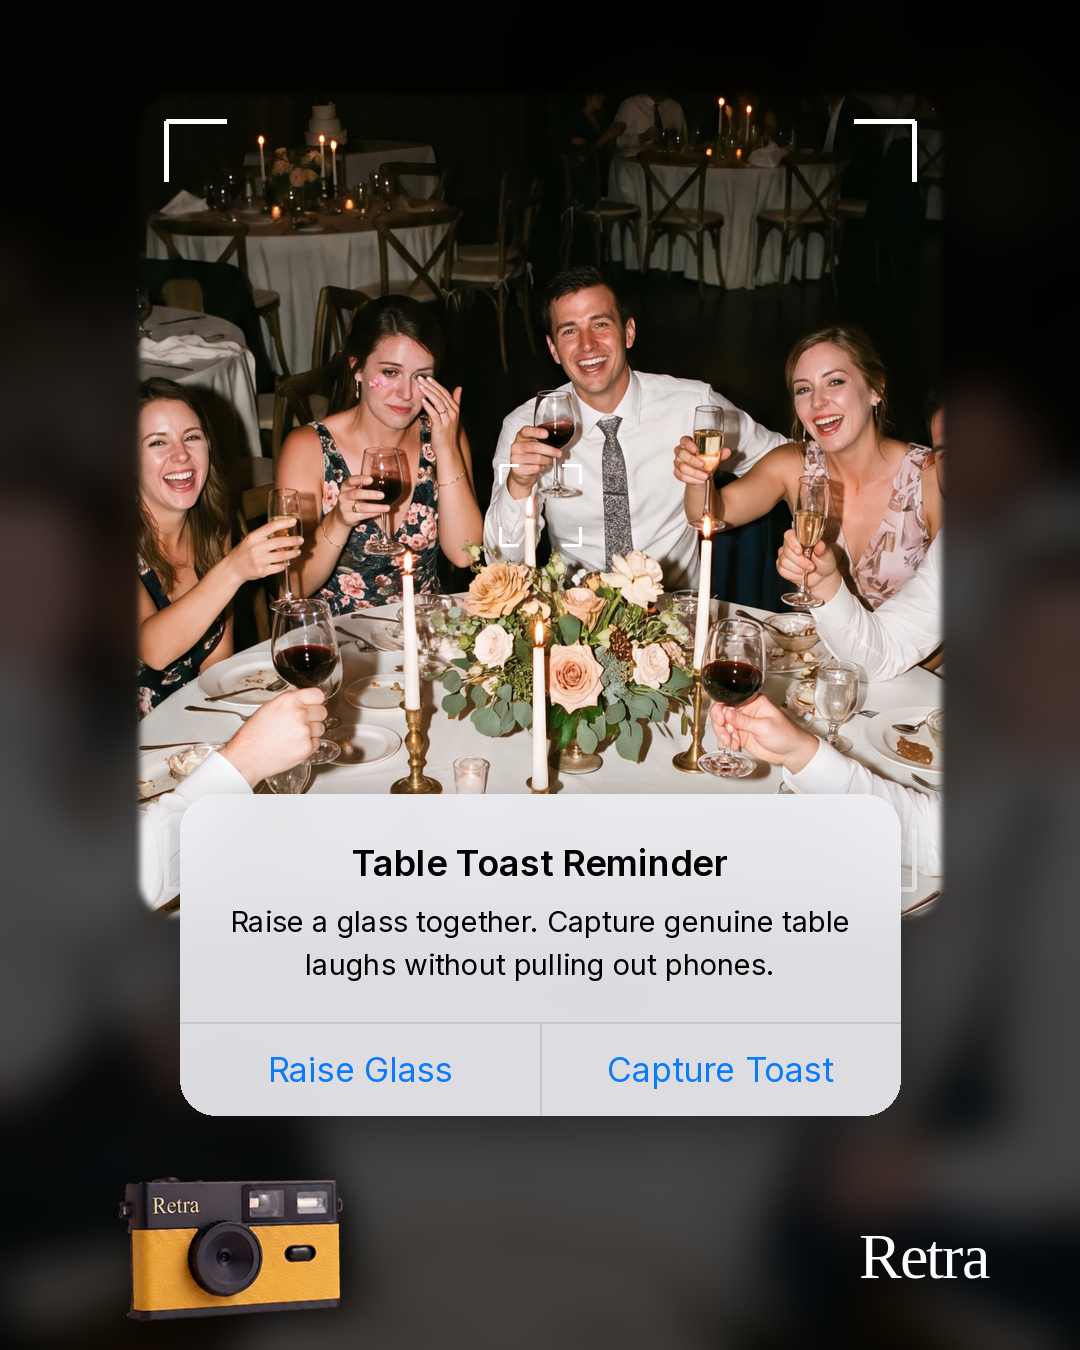 Table Toast Reminder
Raise a glass together. Capture genuine table
laughs without pulling out phones.
Raise Glass
Capture Toast
Retra
Retra